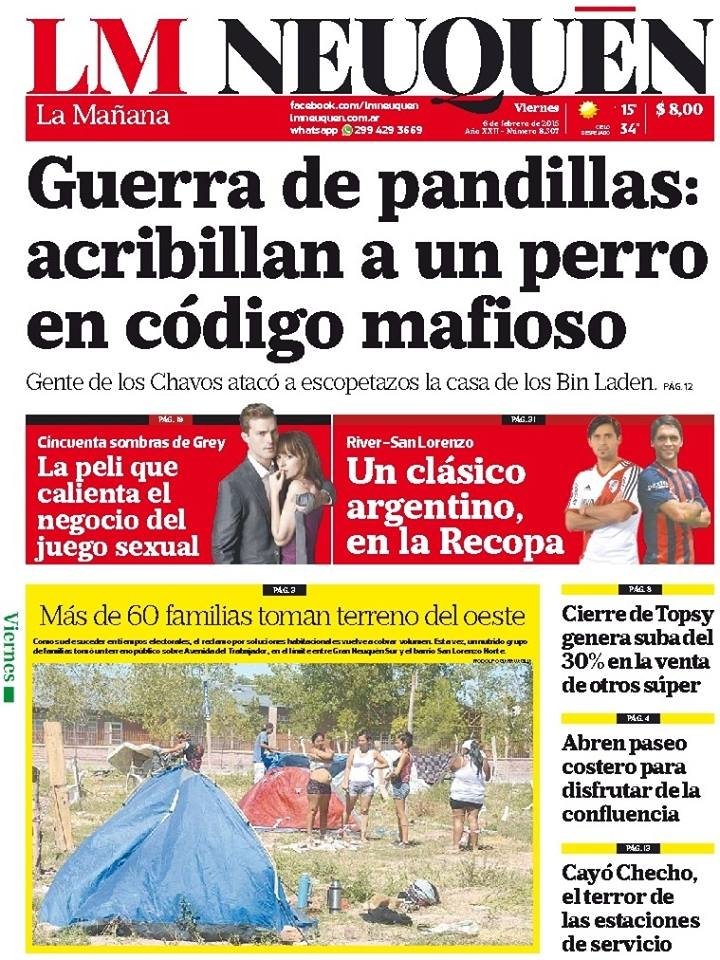 LM NEUQUĒN
La Mañana
facebook.com/lmneuquen
lmneuquen.com.ar
whatsapp 299 429 3669
Viernes
6 de febrero de 2015
Año XXII - Número 8.307
CIELO
DESPEJADO
15°
34°
$ 8,00
Guerra de pandillas:
acribillan a un perro
en código mafioso
Gente de los Chavos atacó a escopetazos la casa de los Bin Laden. PÁG. 12
PÁG. 19
Cincuenta sombras de Grey
La peli que
calienta el
negocio del
juego sexual
PÁG. 21
River-San Lorenzo
Un clásico
argentino,
en la Recopa
Viernes
PÁG. 3
Más de 60 familias toman terreno del oeste
Como suele suceder en tiempos electorales, el reclamo por soluciones habitacionales vuelve a cobrar volumen. Esta vez, un nutrido grupo
de familias tomó un terreno público sobre Avenida del Trabajador, en el límite entre Gran Neuquén Sur y el barrio San Lorenzo Norte.
PÁG. 8
Cierre de Topsy
genera suba del
30% en la venta
de otros súper
PÁG. 4
Abren paseo
costero para
disfrutar de la
confluencia
PÁG. 13
Cayó Checho,
el terror de
las estaciones
de servicio